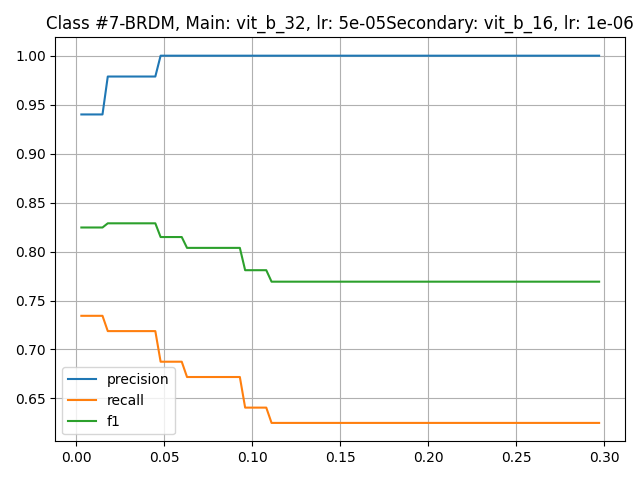 Class #7-BRDM, Main: vit_b_32, lr: 5e-05Secondary: vit_b_16, lr: 1e-06
1.00
0.95
0.90
0.85
0.80
0.75
0.70
0.65
precision
recall
f1
0.00 0.05 0.10 0.15 0.20 0.25 0.30